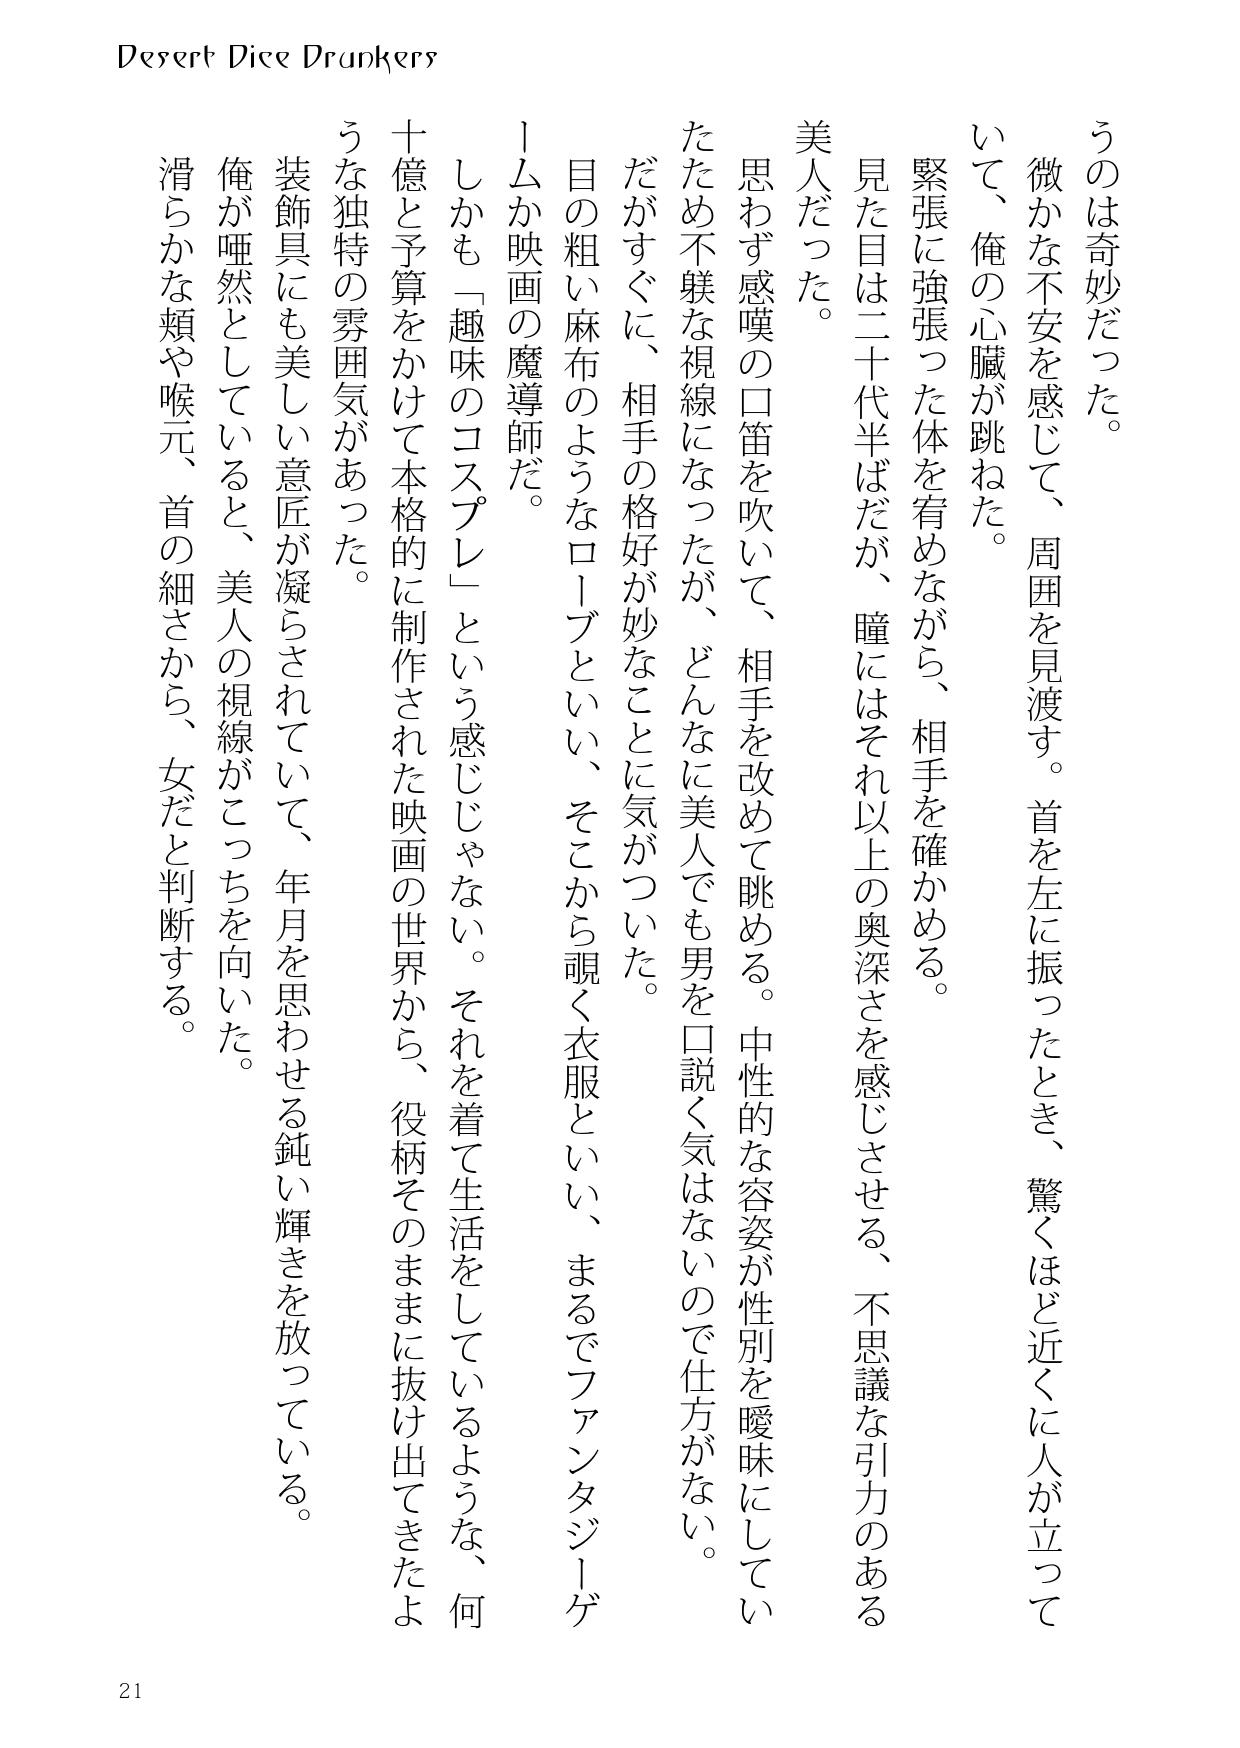 Desert Dice Drunkers
うのは奇妙だった。
微かな不安を感じて、周囲を見渡す。首を左に振ったとき、驚くほど近くに人が立って
いて、俺の心臓が跳ねた。
緊張に強張った体を宥めながら、相手を確かめる。
見た目は二十代半ばだが、瞳にはそれ以上の奥深さを感じさせる、不思議な引力のある
美人だった。
思わず感嘆の口笛を吹いて、相手を改めて眺める。中性的な容姿が性別を曖昧にしてい
たため不躾な視線になったが、どんなに美人でも男を口説く気はないので仕方がない。
だがすぐに、相手の格好が妙なことに気がついた。
目の粗い麻布のようなローブといい、そこから覗く衣服といい、まるでファンタジーゲ
ームか映画の魔導師だ。
しかも「趣味のコスプレ」という感じじゃない。それを着て生活をしているような、何
十億と予算をかけて本格的に制作された映画の世界から、役柄そのままに抜け出てきたよ
うな独特の雰囲気があった。
装飾具にも美しい意匠が凝らされていて、年月を思わせる鈍い輝きを放っている。
俺が唖然としていると、美人の視線がこっちを向いた。
滑らかな頬や喉元、首の細さから、女だと判断する。
21